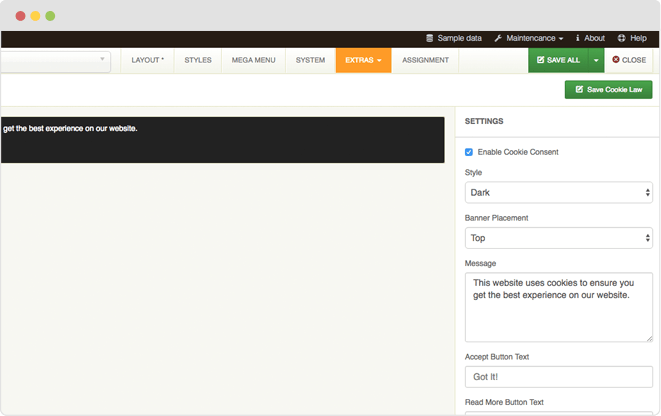 Sample data
Maintencance
About
Help
LAYOUT *
STYLES
MEGA MENU
SYSTEM
EXTRAS
ASSIGNMENT
SAVE ALL
CLOSE
Save Cookie Law
get the best experience on our website.
SETTINGS
Enable Cookie Consent
Style
Dark
Banner Placement
Top
Message
This website uses cookies to ensure you
get the best experience on our website.
Accept Button Text
Got It!
Read More Button Text